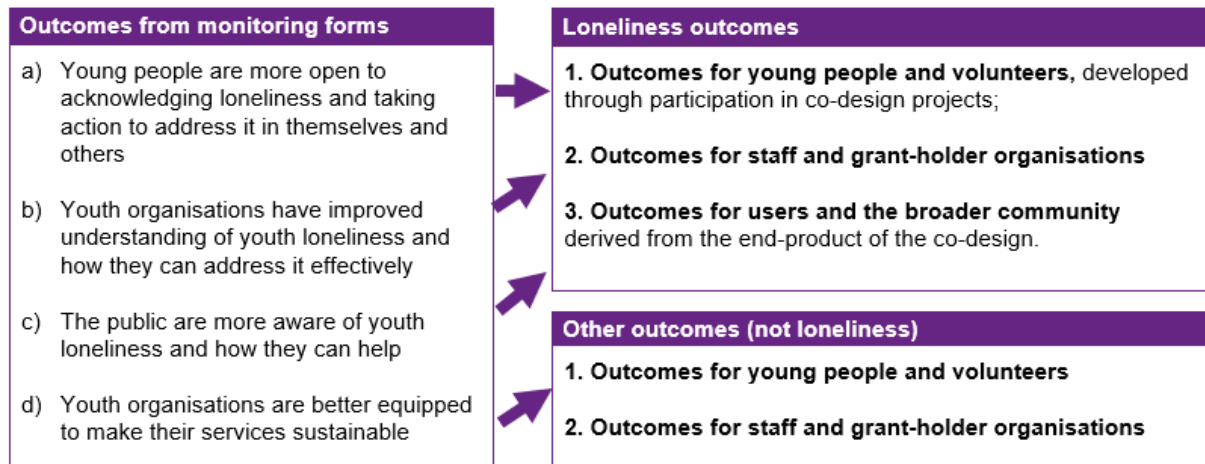 Outcomes from monitoring forms
a) Young people are more open to
acknowledging loneliness and taking
action to address it in themselves and
others
b) Youth organisations have improved
understanding of youth loneliness and
how they can address it effectively
c) The public are more aware of youth
loneliness and how they can help
d) Youth organisations are better equipped
to make their services sustainable
Loneliness outcomes
1. Outcomes for young people and volunteers, developed
through participation in co-design projects;
2. Outcomes for staff and grant-holder organisations
3. Outcomes for users and the broader community
derived from the end-product of the co-design.
Other outcomes (not loneliness)
1. Outcomes for young people and volunteers
2. Outcomes for staff and grant-holder organisations